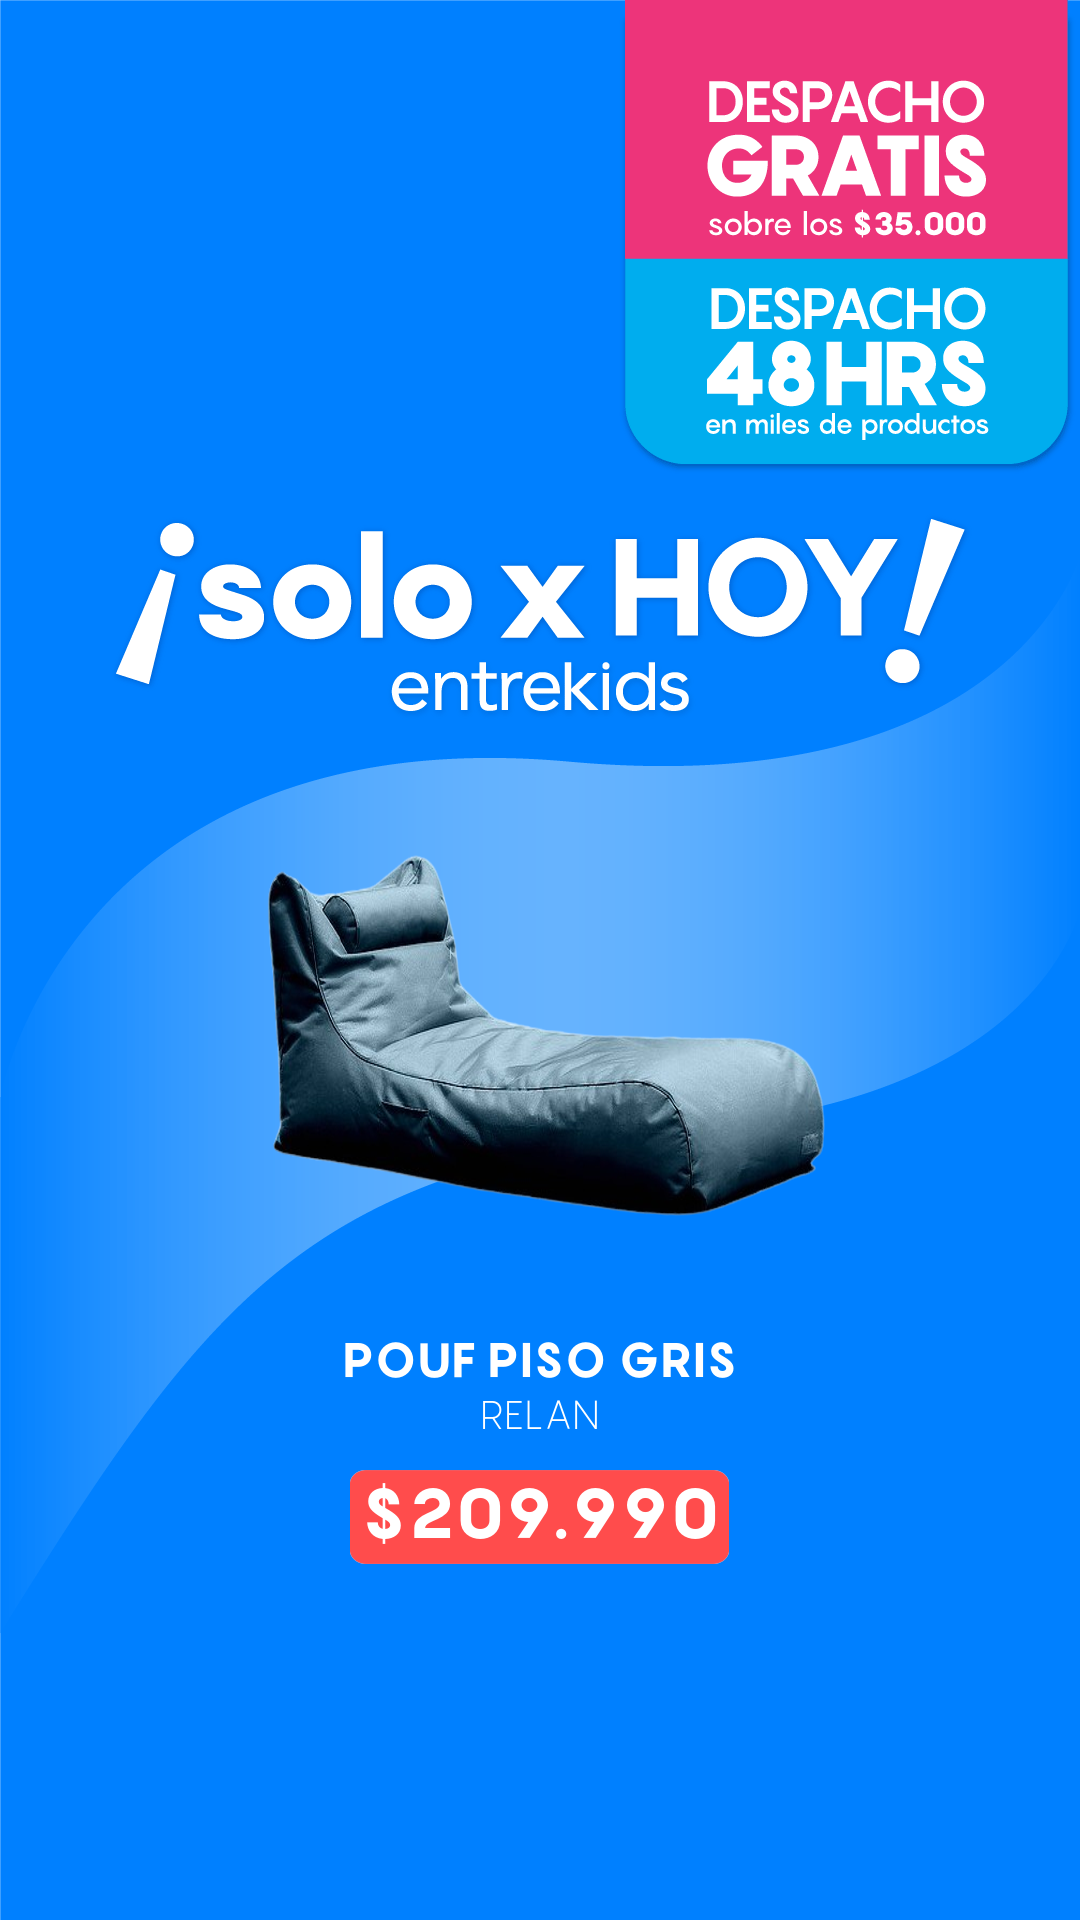 DESPACHO
GRATIS
sobre los $35.000
DESPACHO
48HRS
en miles de productos
¡solo x HOY!
entrekids
POUF PISO GRIS
RELAN
$209.990